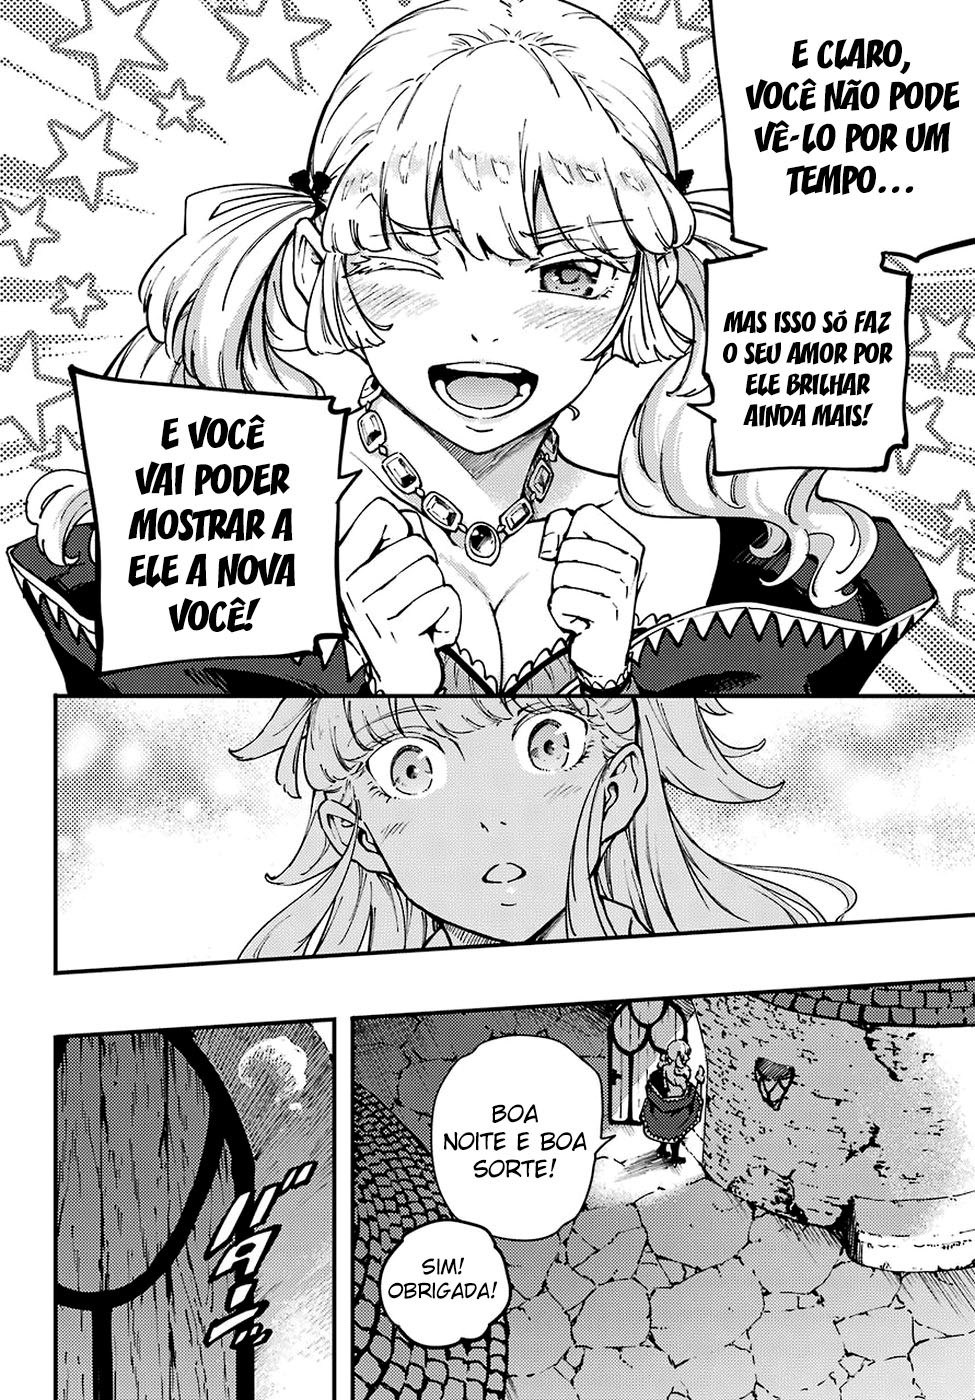 E CLARO,
VOCÊ NÃO PODE
VÊ-LO POR UM
TEMPO...
MAS ISSO SÓ FAZ
O SEU AMOR POR
ELE BRILHAR
AINDA MAIS!
E VOCÊ
VAI PODER
MOSTRAR A
ELE A NOVA
VOCÊ!
BOA
NOITE E BOA
SORTE!
SIM!
OBRIGADA!